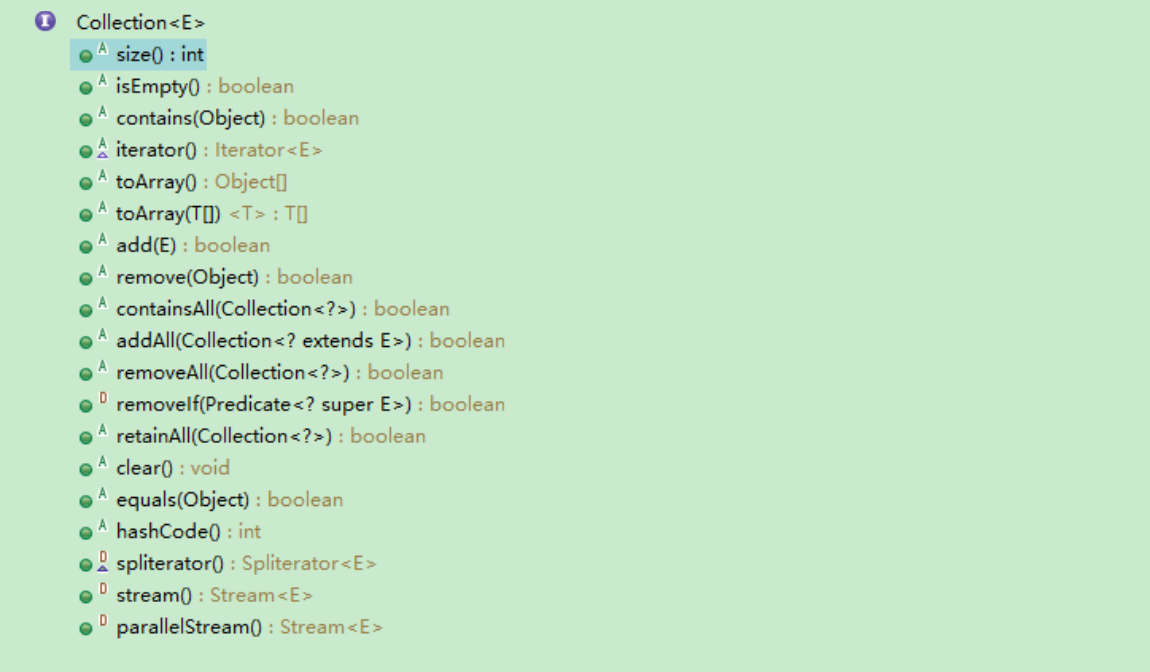 I Collection<E>
A size() : int
A isEmpty() : boolean
A contains(Object) : boolean
A iterator() : Iterator<E>
A toArray() : Object[]
A toArray(T[]) <T> : T[]
A add(E) : boolean
A remove(Object) : boolean
A containsAll(Collection<?>) : boolean
A addAll(Collection<? extends E>) : boolean
A removeAll(Collection<?>) : boolean
D removeIf(Predicate<? super E>) : boolean
A retainAll(Collection<?>) : boolean
A clear() : void
A equals(Object) : boolean
A hashCode() : int
D spliterator() : Spliterator<E>
D stream() : Stream<E>
D parallelStream() : Stream<E>